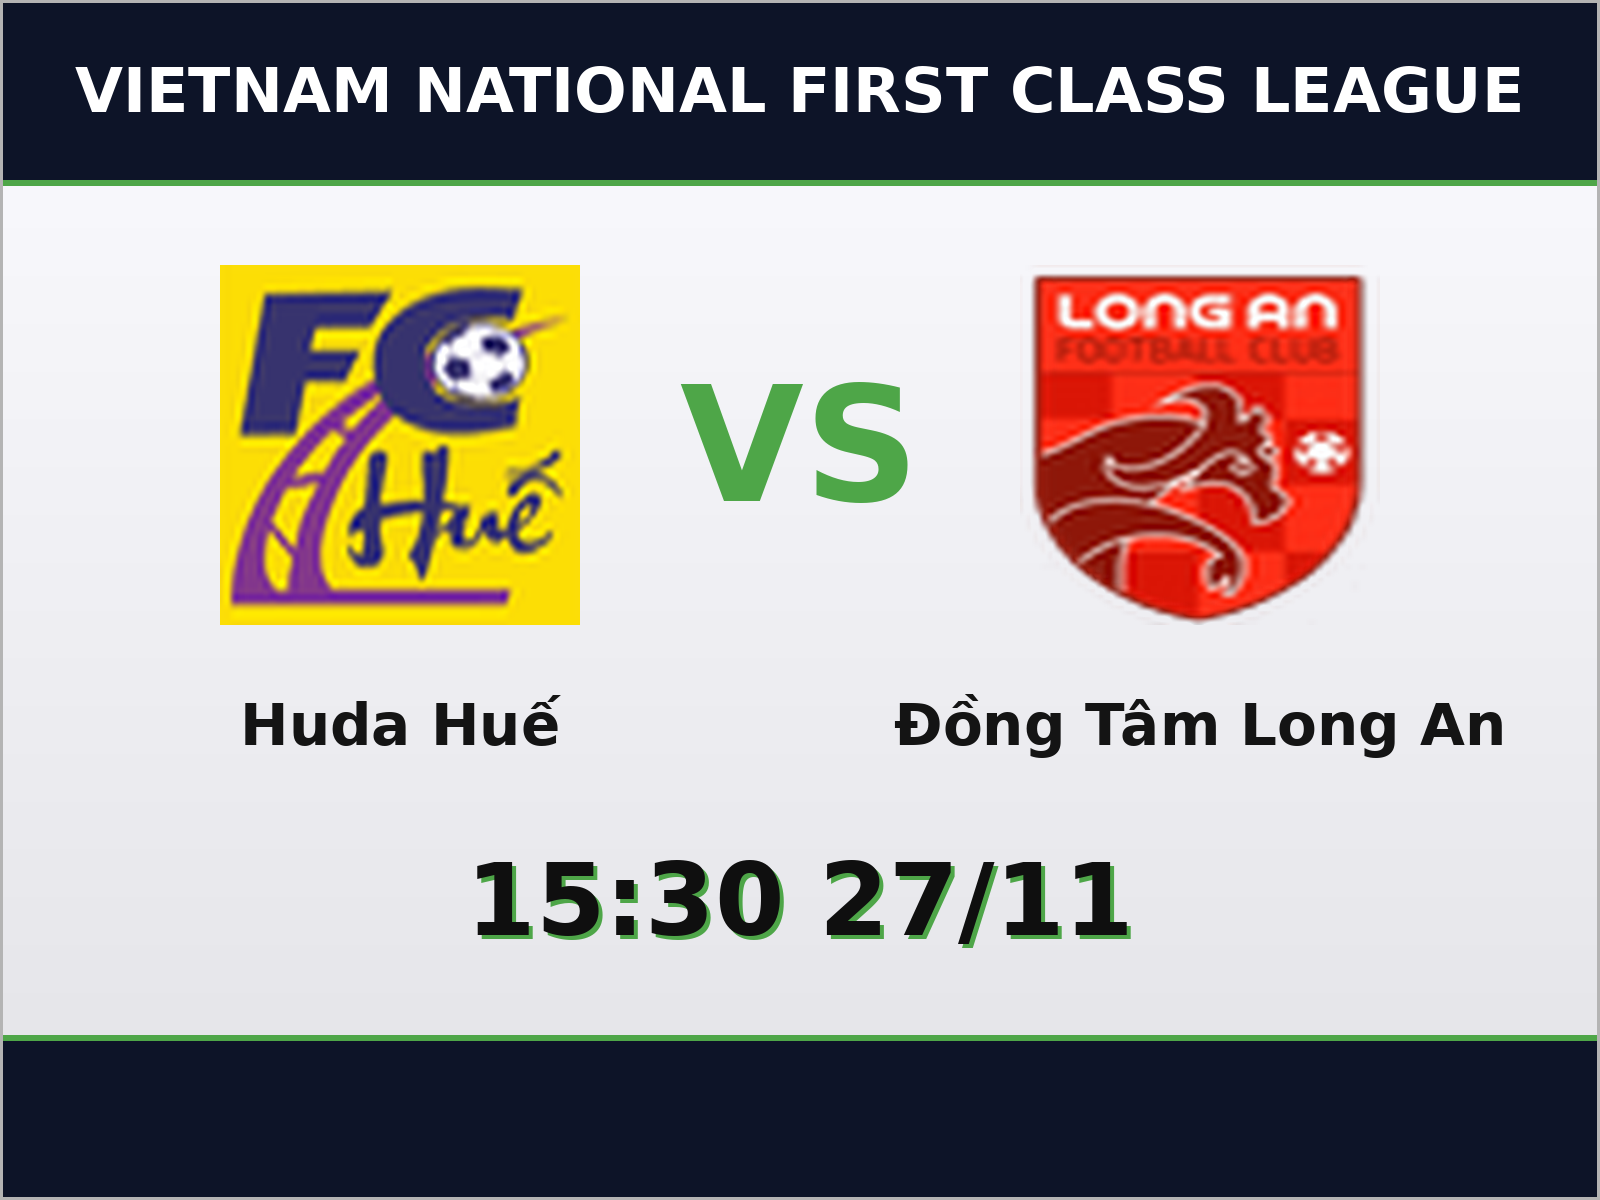 VIETNAM NATIONAL FIRST CLASS LEAGUE
FC
Huế
VS
LONG AN
FOOTBALL CLUB
Huda Huế
Đồng Tâm Long An
15:30 27/11